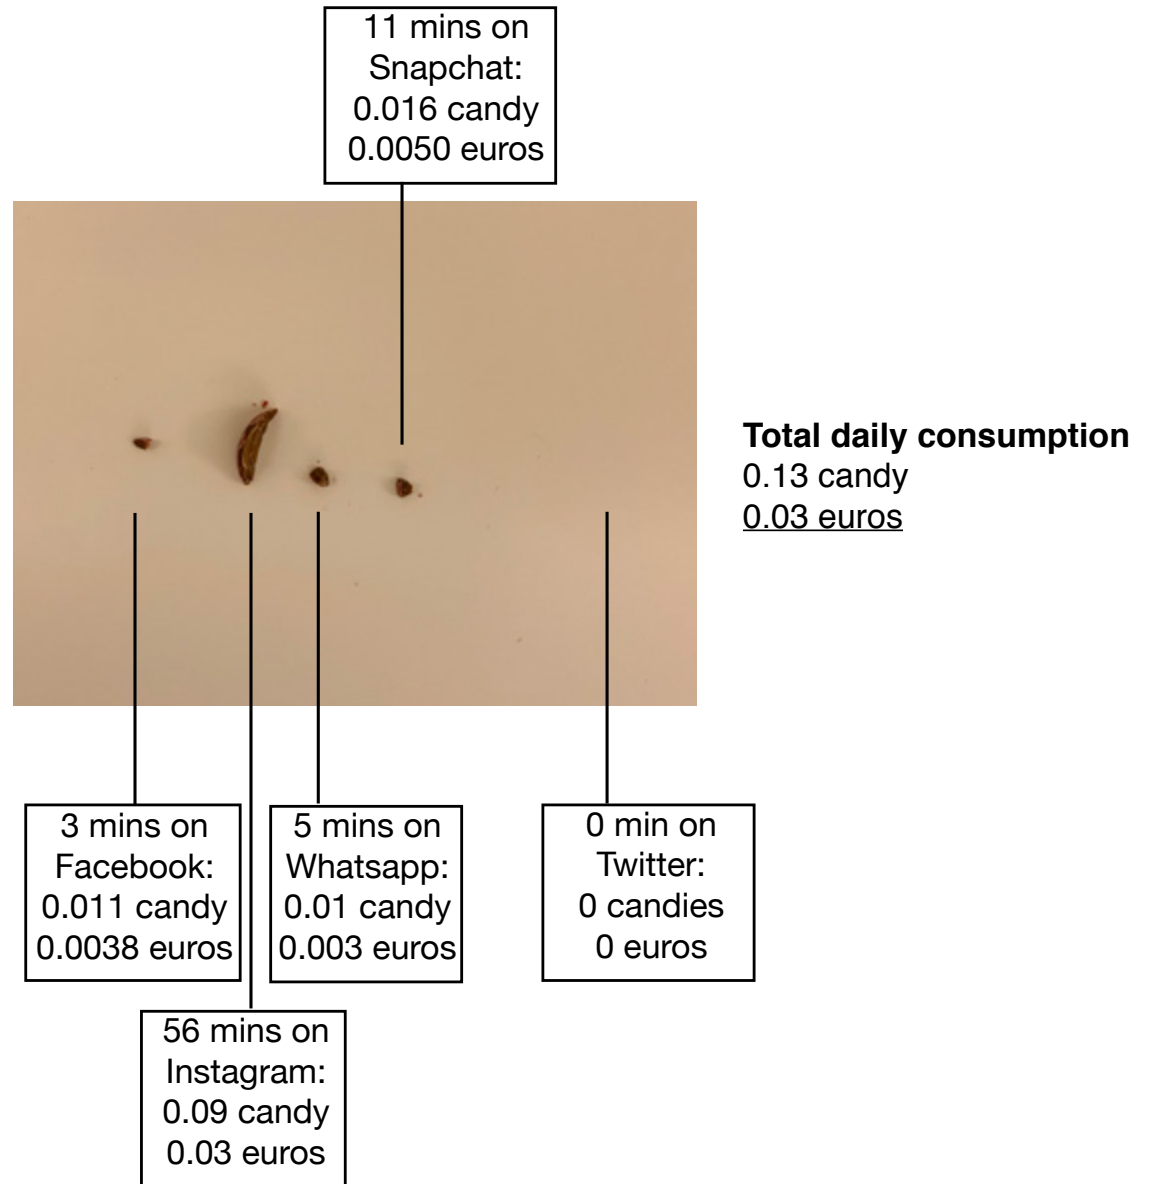 11 mins on
Snapchat:
0.016 candy
0.0050 euros
Total daily consumption
0.13 candy
0.03 euros
3 mins on
Facebook:
0.011 candy
0.0038 euros
5 mins on
Whatsapp:
0.01 candy
0.003 euros
0 min on
Twitter:
0 candies
0 euros
56 mins on
Instagram:
0.09 candy
0.03 euros